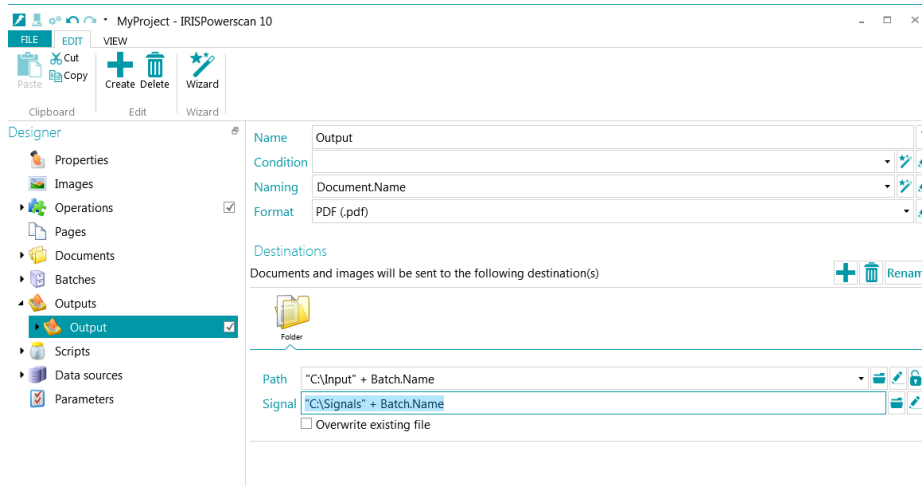 MyProject - IRISPowerscan 10
FILE EDIT VIEW
Paste
Cut
Copy
Create Delete
Wizard
Clipboard Edit Wizard
Designer
Properties
Images
Operations
Pages
Documents
Batches
Outputs
Output
Scripts
Data sources
Parameters
Name Output
Condition
Naming Document.Name
Format PDF (.pdf)
Destinations
Documents and images will be sent to the following destination(s)
Renam
Folder
Path "C:\Input" + Batch.Name
Signal "C:\Signals" + Batch.Name
Overwrite existing file